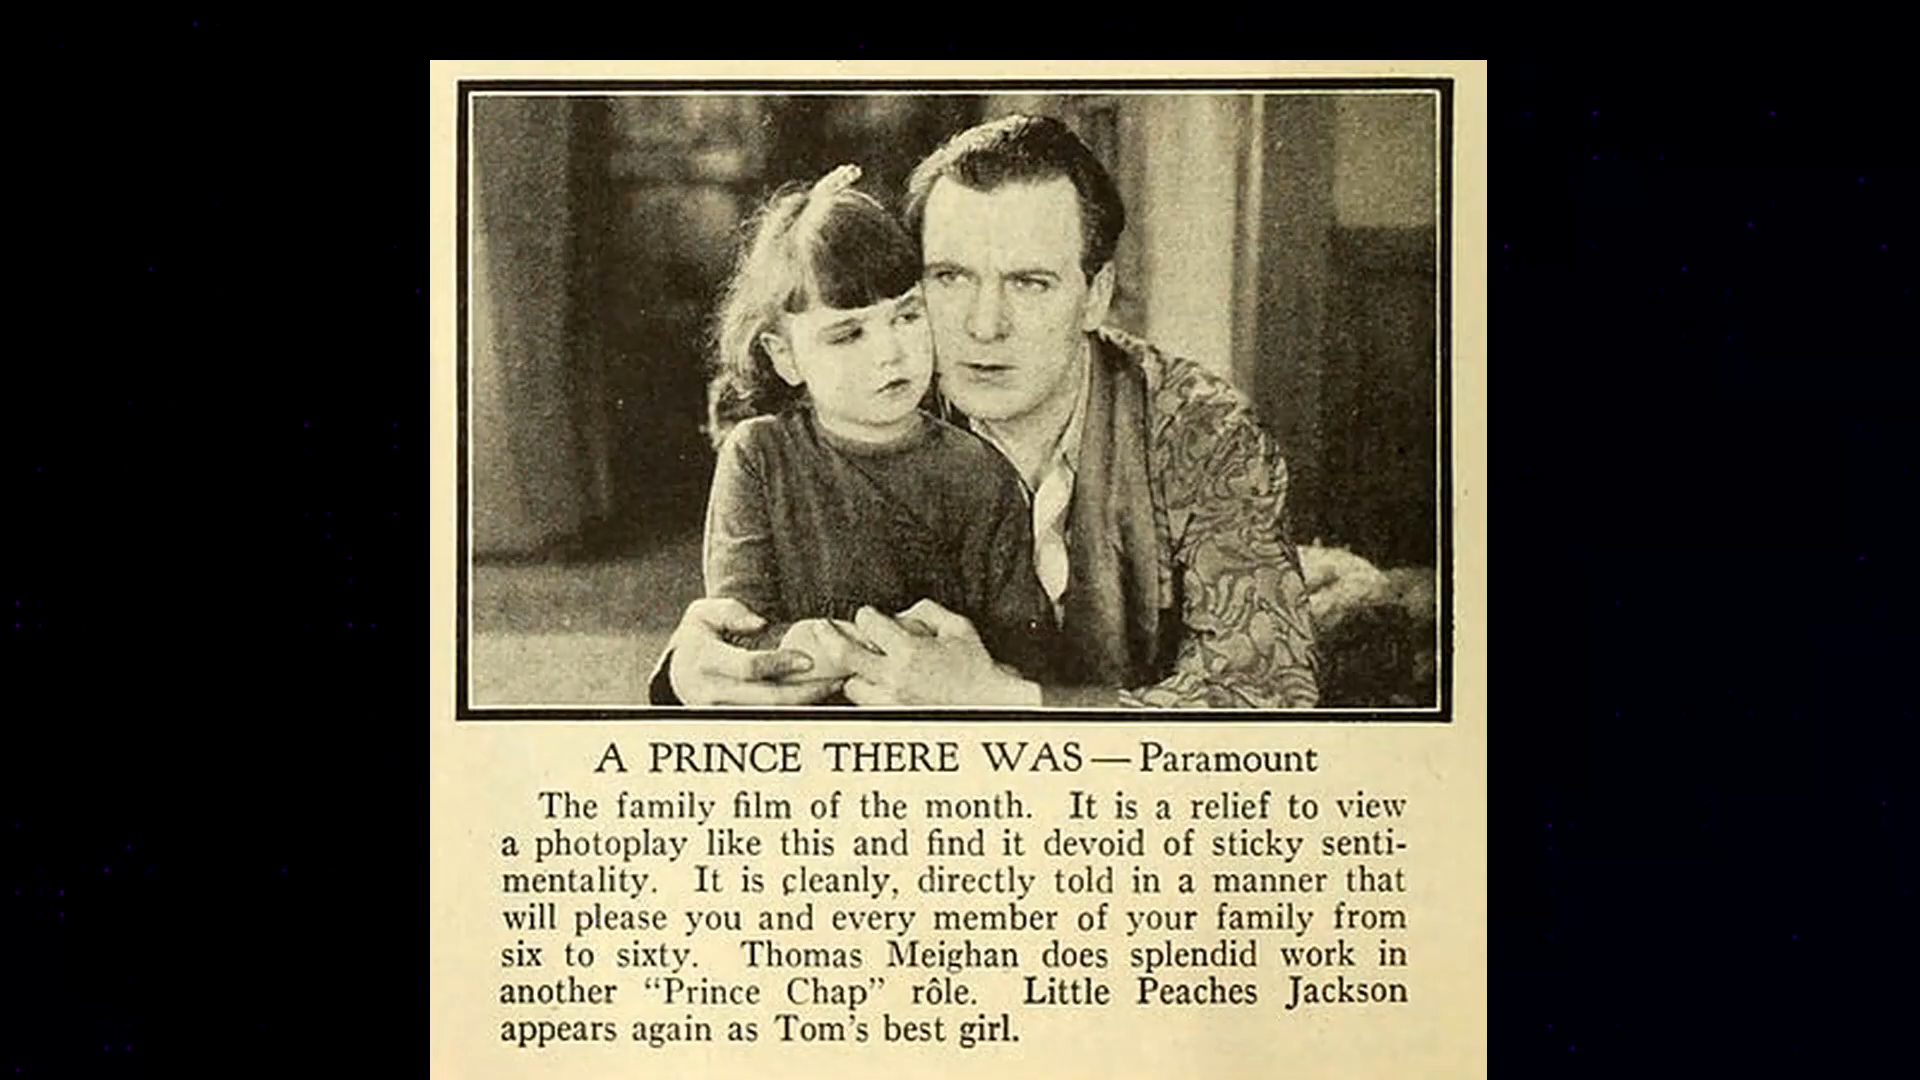 A PRINCE THERE WAS — Paramount
The family film of the month. It is a relief to view
a photoplay like this and find it devoid of sticky senti-
mentality. It is cleanly, directly told in a manner that
will please you and every member of your family from
six to sixty. Thomas Meighan does splendid work in
another “Prince Chap” rôle. Little Peaches Jackson
appears again as Tom's best girl.